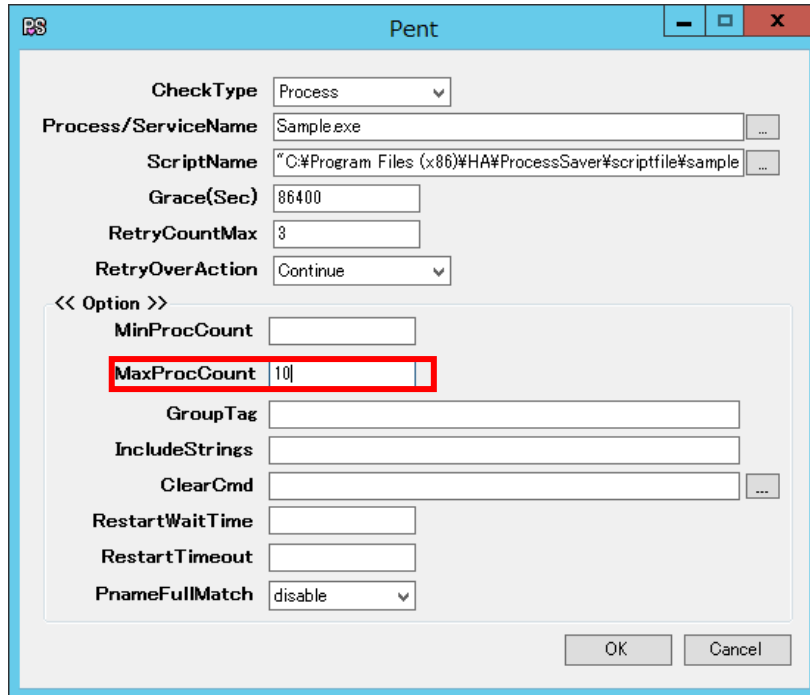 PS Pent
CheckType Process
Process/ServiceName Sample.exe ...
ScriptName "C:¥Program Files (x86)¥HA¥ProcessSaver¥scriptfile¥sample ...
Grace(Sec) 86400
RetryCountMax 3
RetryOverAction Continue
<< Option >>
MinProcCount
MaxProcCount 10
GroupTag
IncludeStrings
ClearCmd ...
RestartWaitTime
RestartTimeout
PnameFullMatch disable
OK Cancel